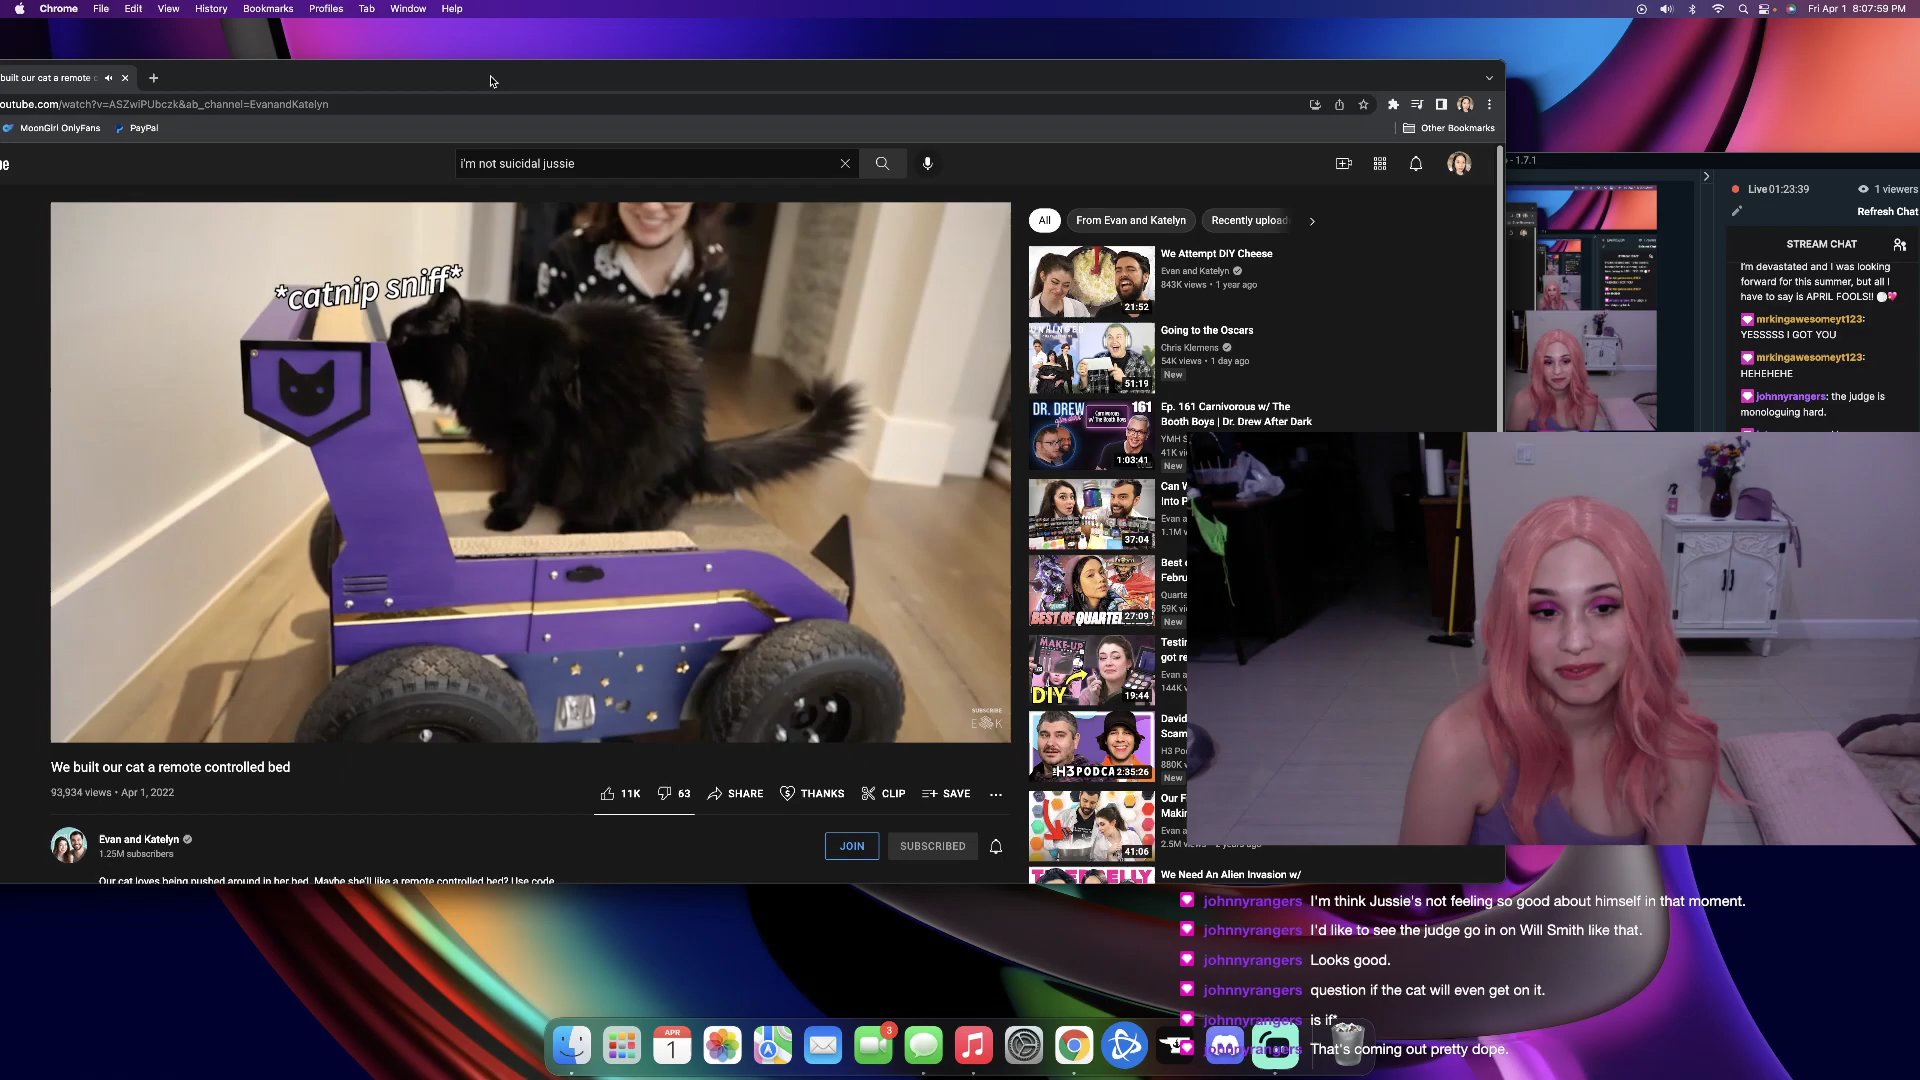 Chrome File Edit View History Bookmarks Profiles Tab Window Help
Fri Apr 1 8:07:59 PM
built our cat a remote
outube.com/watch?v=ASZwiPUbczk&ab_channel=EvanandKatelyn
MoonGirl OnlyFans PayPal
Other Bookmarks
i'm not suicidal jussie
*catnip sniff*
SUBSCRIBE
We built our cat a remote controlled bed
93,934 views • Apr 1, 2022
11K 63 SHARE THANKS CLIP SAVE
Evan and Katelyn
1.25M subscribers
JOIN SUBSCRIBED
Our cat loves being pushed around in her bed. Maybe she'll like a remote controlled bed? Use code
All From Evan and Katelyn Recently upload
We Attempt DIY Cheese
Evan and Katelyn
843K views • 1 year ago
21:52
Going to the Oscars
Chris Klemens
54K views • 1 day ago
New
51:19
DR. DREW
161
Ep. 161 Carnivorous w/ The
Booth Boys | Dr. Drew After Dark
YMH S
41K vi
New
1:03:41
Can W
Into P
Evan a
1.1M v
37:04
Best o
Febru
Quarte
59K vi
New
BEST OF QUARTE
27:09
Testin
got re
Evan a
144K v
MAKE-UP
DIY
19:44
David
Scam
H3 Po
880K v
New
H3 PODCA
2:35:26
Our F
Makin
Evan a
2.5M views • 2 years ago
41:06
We Need An Alien Invasion w/
- 1.7.1
Live 01:23:39 1 viewers
Refresh Chat
STREAM CHAT
I'm devastated and I was looking
forward for this summer, but all I
have to say is APRIL FOOLS!!
mrkingawesomeyt123:
YESSSSS I GOT YOU
mrkingawesomeyt123:
HEHEHEHE
johnnyrangers: the judge is
monologuing hard.
johnnyrangers I'm think Jussie's not feeling so good about himself in that moment.
johnnyrangers I'd like to see the judge go in on Will Smith like that.
johnnyrangers Looks good.
johnnyrangers question if the cat will even get on it.
johnnyrangers is if*
johnnyrangers That's coming out pretty dope.
APR
1
3